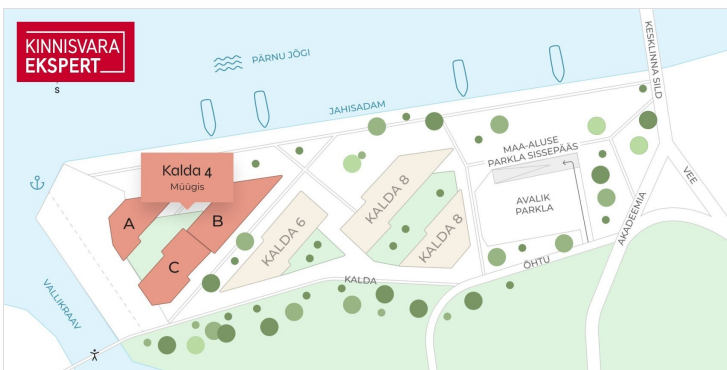 KINNISVARA
EKSPERT
S
PÄRNU JÕGI
JAHISADAM
KESKLINNA SILD
MAA-ALUSE
PARKLA SISSEPÄÄS
Kalda 4
Müügis
A
B
C
KALDA 6
KALDA 8
KALDA 8
AVALIK
PARKLA
VEE
AKADEEMIA
ÕHTU
KALDA
VALLIKRAAV